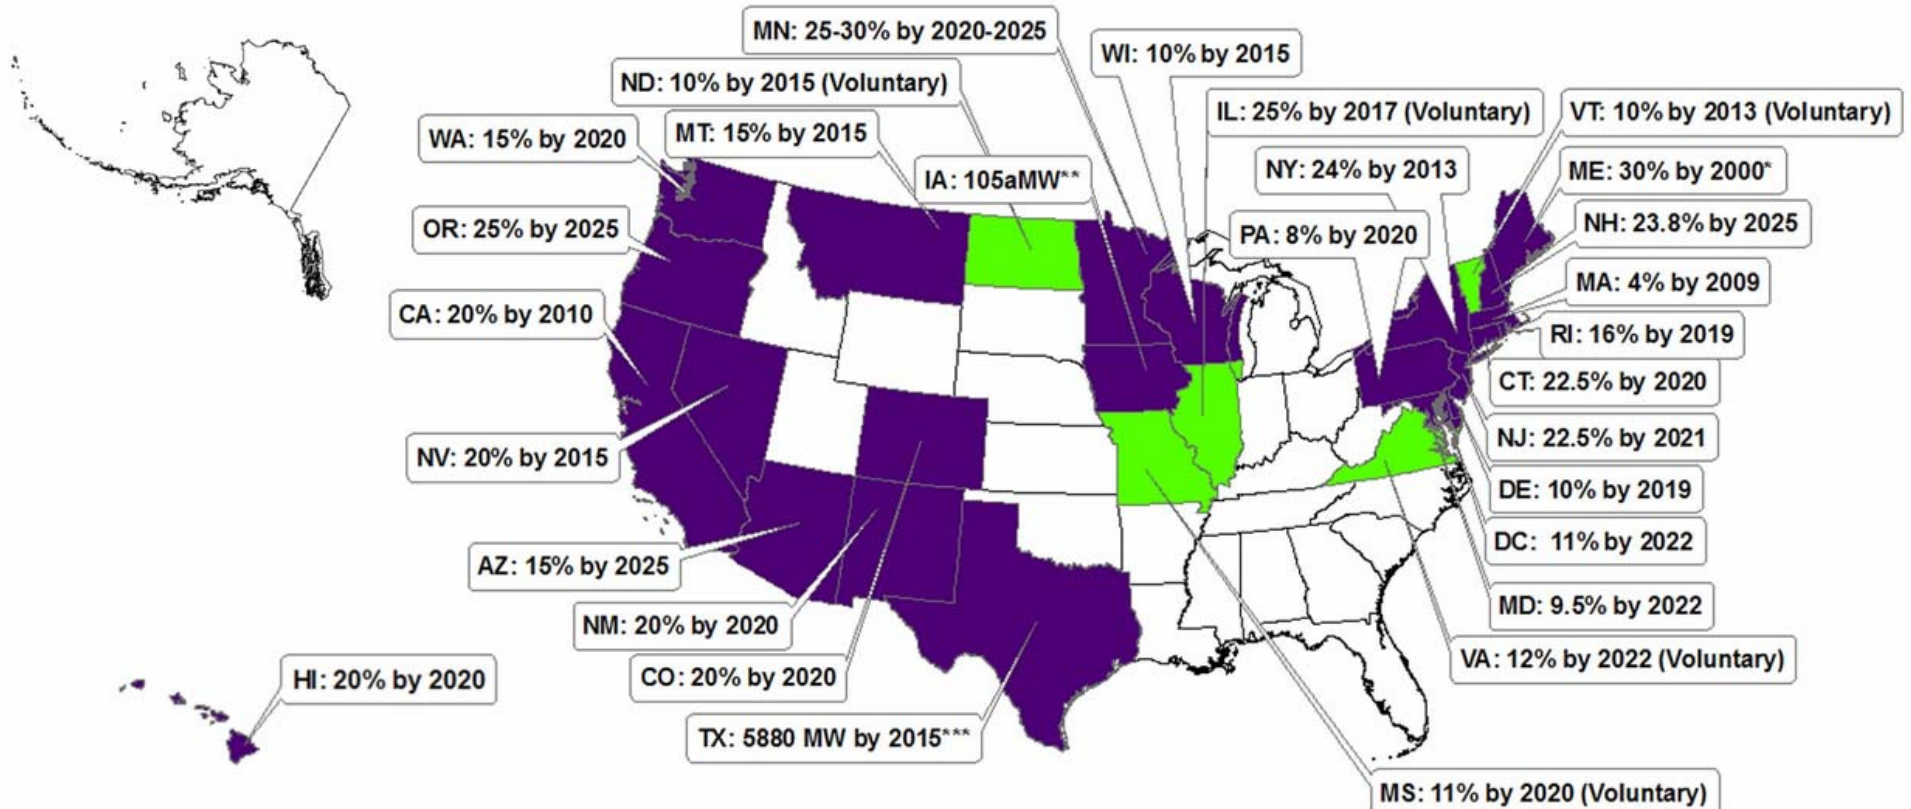 MN: 25-30% by 2020-2025
WI: 10% by 2015
ND: 10% by 2015 (Voluntary)
IL: 25% by 2017 (Voluntary)
VT: 10% by 2013 (Voluntary)
WA: 15% by 2020
MT: 15% by 2015
IA: 105aMW**
NY: 24% by 2013
ME: 30% by 2000*
OR: 25% by 2025
PA: 8% by 2020
NH: 23.8% by 2025
MA: 4% by 2009
CA: 20% by 2010
RI: 16% by 2019
CT: 22.5% by 2020
NV: 20% by 2015
NJ: 22.5% by 2021
DE: 10% by 2019
DC: 11% by 2022
AZ: 15% by 2025
MD: 9.5% by 2022
NM: 20% by 2020
VA: 12% by 2022 (Voluntary)
HI: 20% by 2020
CO: 20% by 2020
TX: 5880 MW by 2015***
MS: 11% by 2020 (Voluntary)